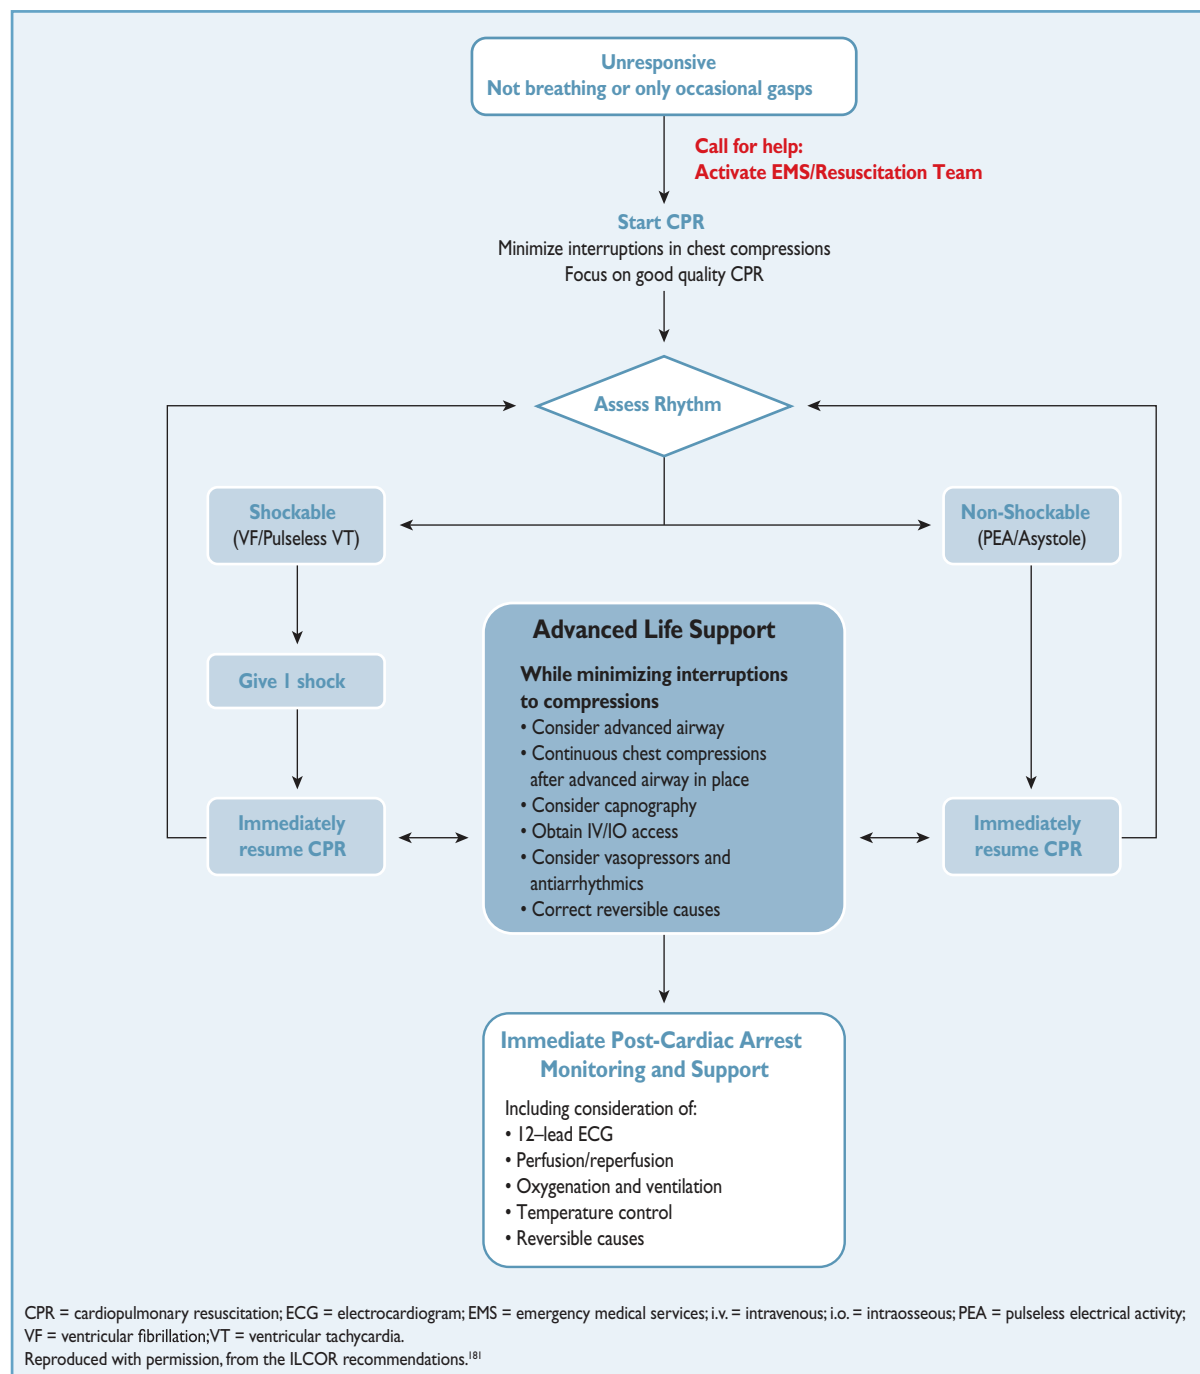 Unresponsive
Not breathing or only occasional gasps
Call for help:
Activate EMS/Resuscitation Team
Start CPR
Minimize interruptions in chest compressions
Focus on good quality CPR
Assess Rhythm
Shockable
(VF/Pulseless VT)
Non-Shockable
(PEA/Asystole)
Give 1 shock
Immediately
resume CPR
Advanced Life Support
While minimizing interruptions
to compressions
• Consider advanced airway
• Continuous chest compressions
after advanced airway in place
• Consider capnography
• Obtain IV/IO access
• Consider vasopressors and
antiarrhythmics
• Correct reversible causes
Immediately
resume CPR
Immediate Post-Cardiac Arrest
Monitoring and Support
Including consideration of:
• 12–lead ECG
• Perfusion/reperfusion
• Oxygenation and ventilation
• Temperature control
• Reversible causes
CPR = cardiopulmonary resuscitation; ECG = electrocardiogram; EMS = emergency medical services; i.v. = intravenous; i.o. = intraosseous; PEA = pulseless electrical activity;
VF = ventricular fibrillation; VT = ventricular tachycardia.
Reproduced with permission, from the ILCOR recommendations.¹⁸¹